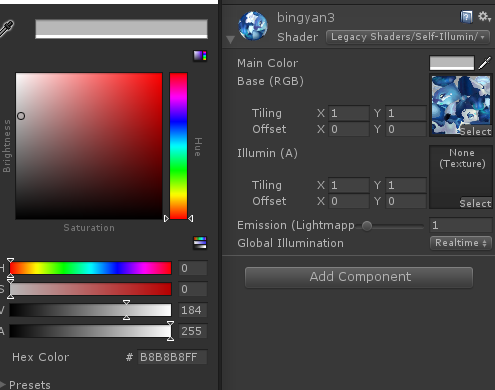 bingyan3
Shader Legacy Shaders/Self-Illumin/
Main Color
Base (RGB)
Tiling X 1 Y 1
Offset X 0 Y 0
Select
Illumin (A)
None
(Texture)
Tiling X 1 Y 1
Offset X 0 Y 0
Select
Emission (Lightmapp 1
Global Illumination Realtime
Add Component
Brightness
Hue
Saturation
H 0
S 0
V 184
A 255
Hex Color # B8B8B8FF
Presets